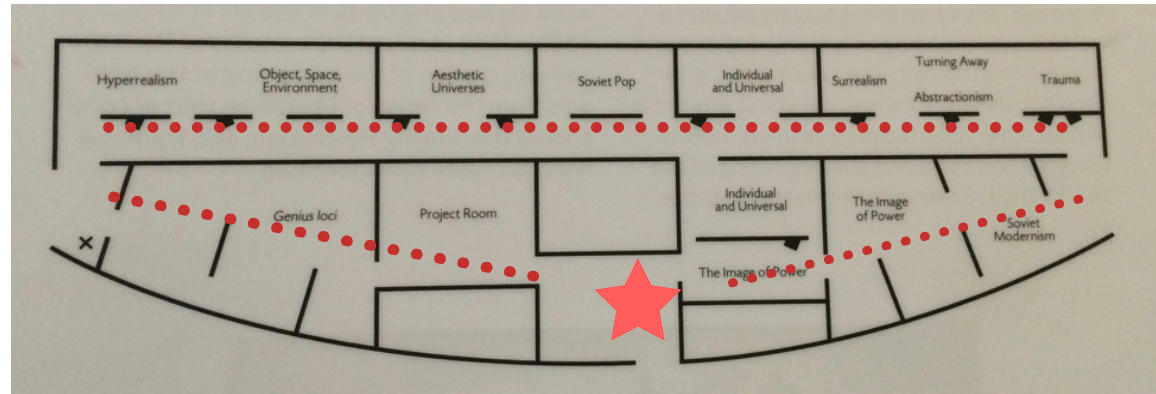 Hyperrealism
Object, Space,
Environment
Aesthetic
Universes
Soviet Pop
Individual
and Universal
Surrealism
Turning Away
Abstractionism
Trauma
Genius loci
Project Room
Individual
and Universal
The Image of Power
The Image
of Power
Soviet
Modernism